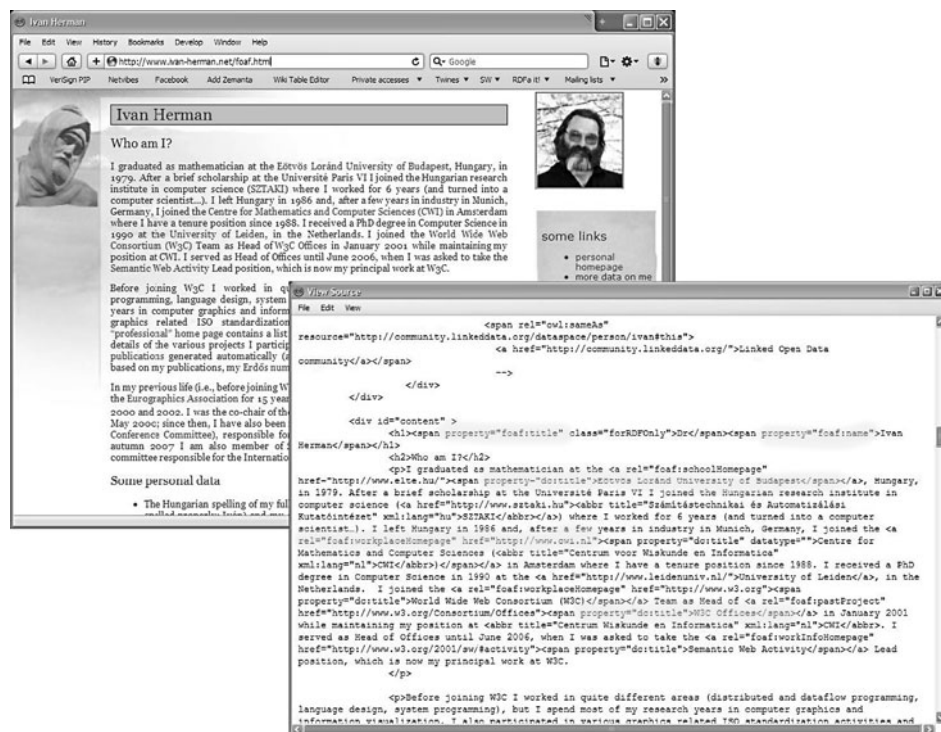 Ivan Herman
File Edit View History Bookmarks Develop Window Help
http://www.ivan-herman.net/foaf.html
Google
VeriSign PIP Netvibes Facebook Add Zemanta Wiki Table Editor Private accesses ▼ Twines ▼ SW ▼ RDFa it! ▼ Mailing lists ▼ »
Ivan Herman
Who am I?
I graduated as mathematician at the Eötvös Loránd University of Budapest, Hungary, in
1979. After a brief scholarship at the Université Paris VI I joined the Hungarian research
institute in computer science (SZTAKI) where I worked for 6 years (and turned into a
computer scientist...). I left Hungary in 1986 and, after a few years in industry in Munich,
Germany, I joined the Centre for Mathematics and Computer Sciences (CWI) in Amsterdam
where I have a tenure position since 1988. I received a PhD degree in Computer Science in
1990 at the University of Leiden, in the Netherlands. I joined the World Wide Web
Consortium (W3C) Team as Head of W3C Offices in January 2001 while maintaining my
position at CWI. I served as Head of Offices until June 2006, when I was asked to take the
Semantic Web Activity Lead position, which is now my principal work at W3C.
Before joining W3C I worked in
programming, language design, system
years in computer graphics and
graphics related ISO
"professional" home page contains a list
details of the various projects I
publications generated automatically
based on my publications, my Erdős
In my previous life (i.e., before joining
the Eurographics Association for 15
2000 and 2002. I was the co-chair of the
May 2000; since then, I have also been
Conference Committee), responsible
autumn 2007 I am also member of
committee responsible for the
Some personal data
• The Hungarian spelling of my
some links
• personal
homepage
• more data on me
View Source
File Edit View
<span rel="owl:sameAs"
resource="http://community.linkeddata.org/dataspace/person/ivan#this">
<a href="http://community.linkeddata.org/">Linked Open Data
community</a></span>
-->
</div>
</div>
<div id="content" >
<h1><span property="foaf:title" class="forRDFOnly">Dr</span><span property="foaf:name">Ivan
Herman</span></h1>
<h2>Who am I?</h2>
<p>I graduated as mathematician at the <a rel="foaf:schoolHomepage"
href="http://www.elte.hu/"><span property="dc:title">Eötvös Loránd University of Budapest</span></a>, Hungary,
in 1979. After a brief scholarship at the Université Paris VI I joined the Hungarian research institute in
computer science (<a href="http://www.sztaki.hu"><abbr title="Számítástechnikai és Automatizálási
Kutatóintézet" xml:lang="hu">SZTAKI</abbr></a>) where I worked for 6 years (and turned into a computer
scientist…). I left Hungary in 1986 and, after a few years in industry in Munich, Germany, I joined the <a
rel="foaf:workplaceHomepage" href="http://www.cwi.nl"><span property="dc:title" datatype="">Centre for
Mathematics and Computer Sciences (<abbr title="Centrum voor Wiskunde en Informatica"
xml:lang="nl">CWI</abbr>)</span></a> in Amsterdam where I have a tenure position since 1988. I received a PhD
degree in Computer Science in 1990 at the <a href="http://www.leidenuniv.nl/">University of Leiden</a>, in the
Netherlands. I joined the <a rel="foaf:workplaceHomepage" href="http://www.w3.org"><span
property="dc:title">World Wide Web Consortium (W3C)</span></a> Team as Head of <a rel="foaf:pastProject"
href="http://www.w3.org/Consortium/Offices"><span property="dc:title">W3C Offices</span></a> in January 2001
while maintaining my position at <abbr title="Centrum Wiskunde en Informatica" xml:lang="nl">CWI</abbr>. I
served as Head of Offices until June 2006, when I was asked to take the <a rel="foaf:workInfoHomepage"
href="http://www.w3.org/2001/sw/#activity"><span property="dc:title">Semantic Web Activity</span></a> Lead
position, which is now my principal work at W3C.
</p>
<p>Before joining W3C I worked in quite different areas (distributed and dataflow programming,
language design, system programming), but I spend most of my research years in computer graphics and
information visualization. I also participated in various graphics related ISO standardization activities and